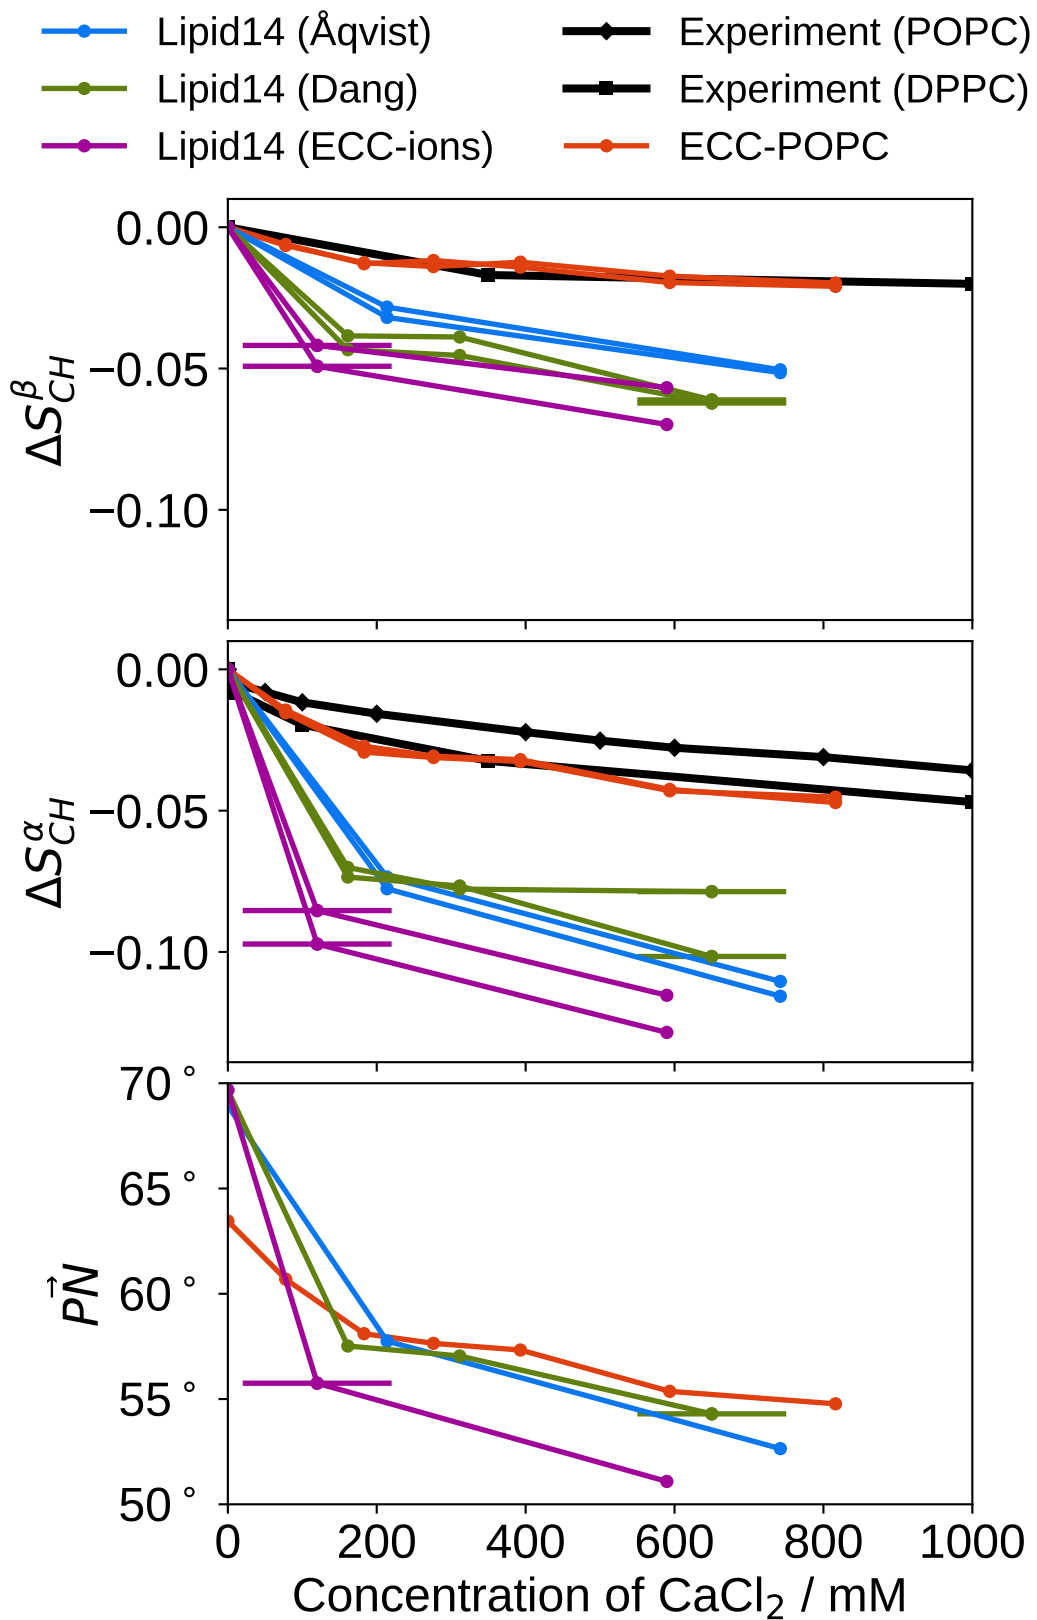 Lipid14 (Åqvist)
Lipid14 (Dang)
Lipid14 (ECC-ions)
Experiment (POPC)
Experiment (DPPC)
ECC-POPC
0.00
−0.05
−0.10
ΔS^β_CH
0.00
−0.05
−0.10
ΔS^α_CH
70°
65°
60°
55°
50°
P⃗N
0 200 400 600 800 1000
Concentration of CaCl₂ / mM